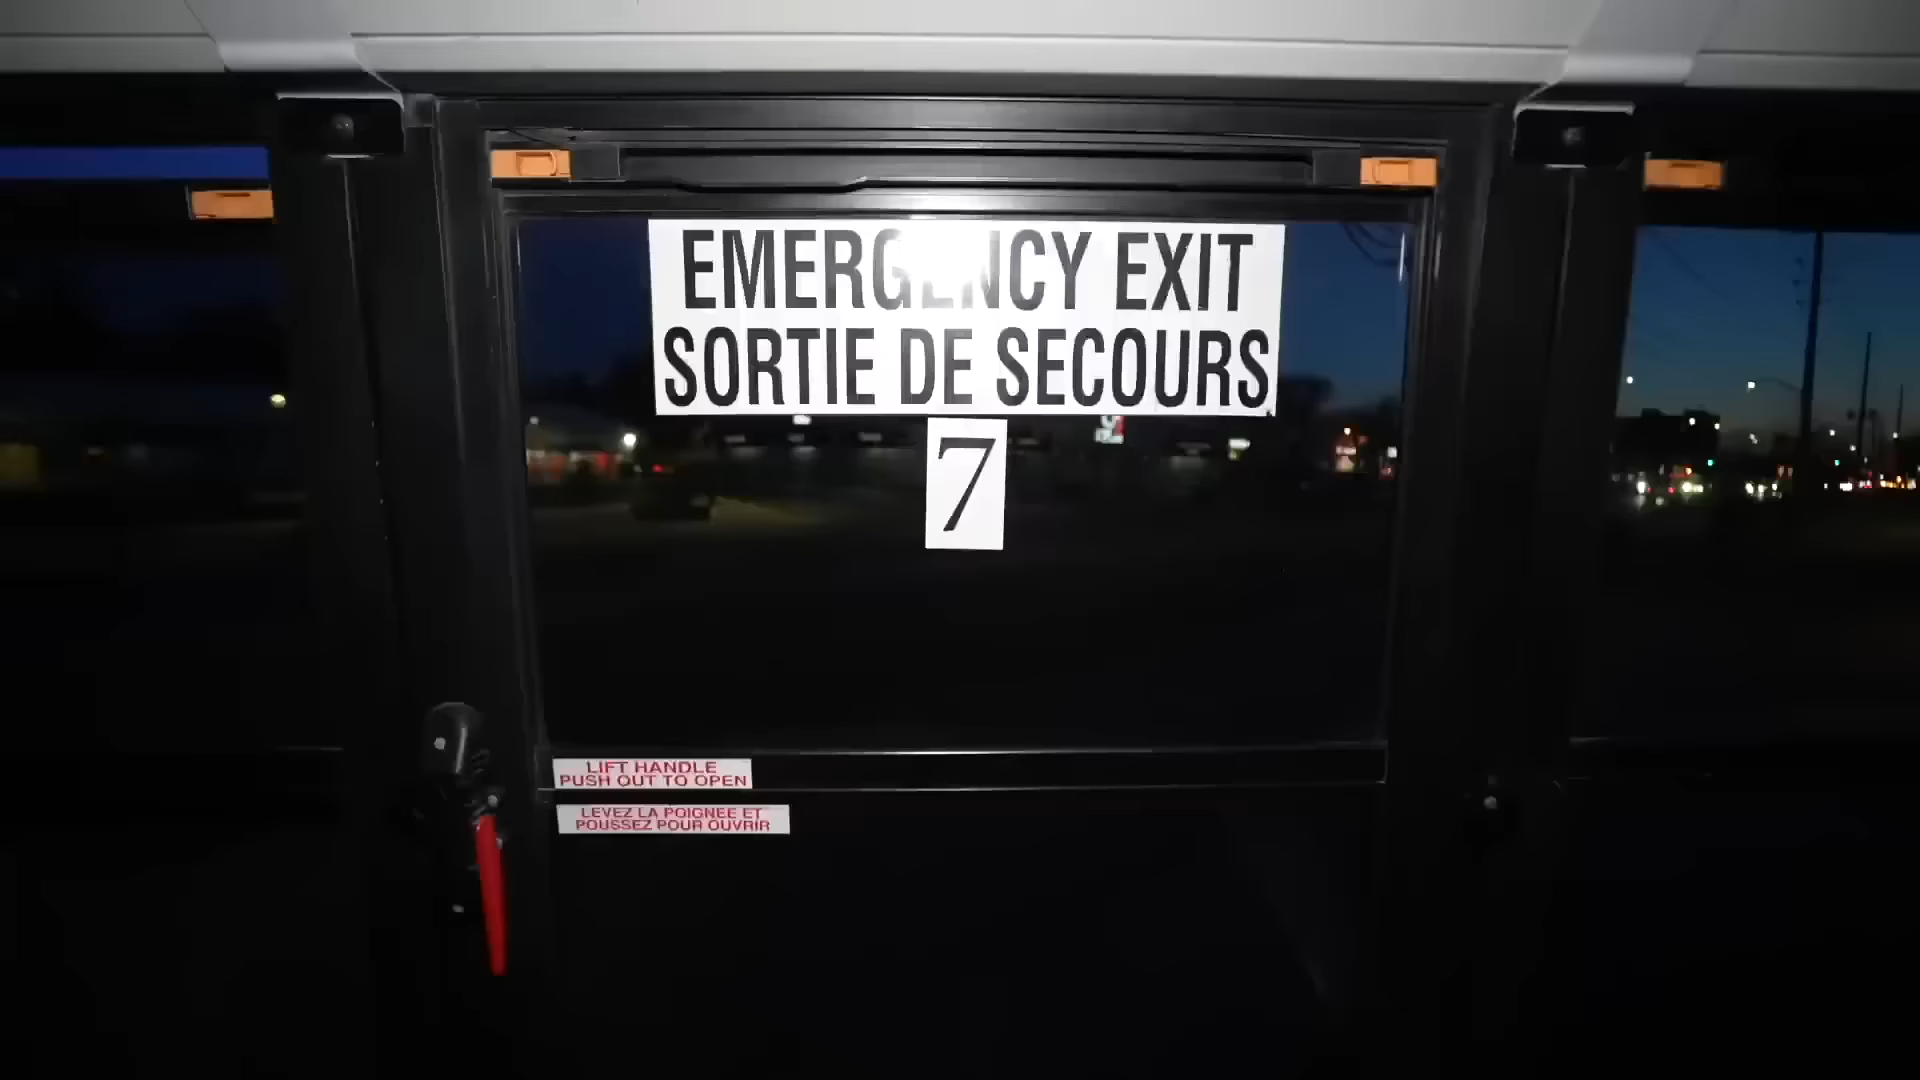 EMERGENCY EXIT
SORTIE DE SECOURS
7
LIFT HANDLE
PUSH OUT TO OPEN
LEVEZ LA POIGNEE ET
POUSSEZ POUR OUVRIR